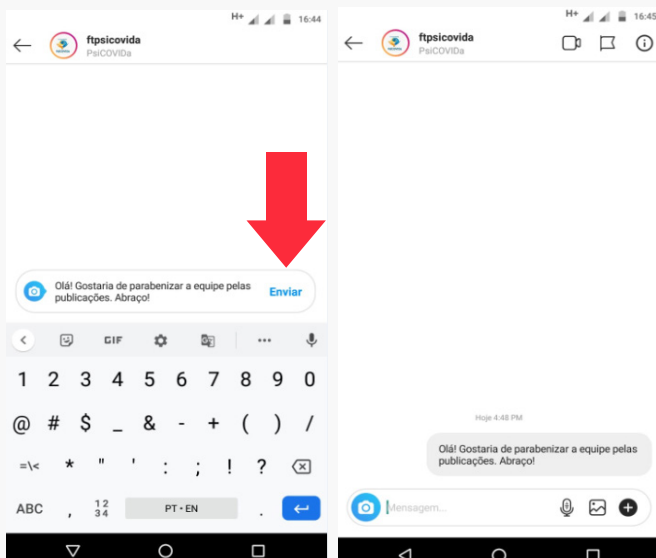 H+ 16:44
ftpsicovida
PsiCOVIDa
Olá! Gostaria de parabenizar a equipe pelas
publicações. Abraço!
Enviar
GIF
1 2 3 4 5 6 7 8 9 0
@ # $ _ & - + ( ) /
=\< * " ' : ; ! ?
ABC , 12 34 PT • EN .
H+ 16:45
ftpsicovida
PsiCOVIDa
Hoje 4:48 PM
Olá! Gostaria de parabenizar a equipe pelas
publicações. Abraço!
Mensagem...